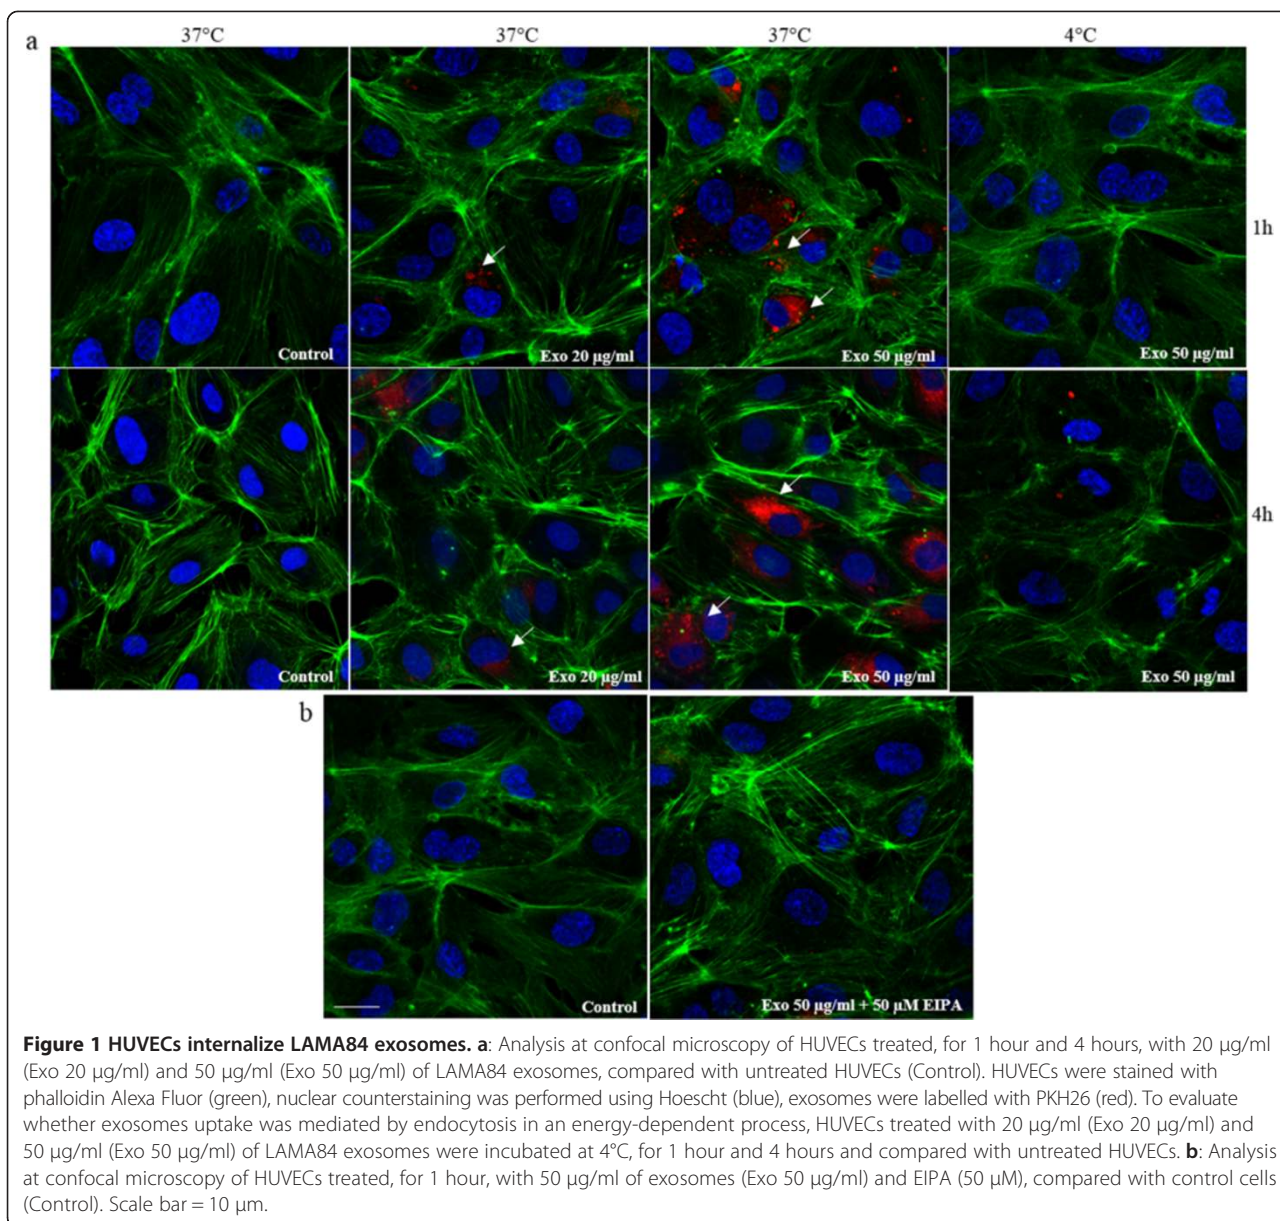 37°C 37°C 37°C 4°C
a
1h
Control Exo 20 µg/ml Exo 50 µg/ml Exo 50 µg/ml
4h
Control Exo 20 µg/ml Exo 50 µg/ml Exo 50 µg/ml
b
Control Exo 50 µg/ml + 50 µM EIPA
Figure 1 HUVECs internalize LAMA84 exosomes. a: Analysis at confocal microscopy of HUVECs treated, for 1 hour and 4 hours, with 20 µg/ml
(Exo 20 µg/ml) and 50 µg/ml (Exo 50 µg/ml) of LAMA84 exosomes, compared with untreated HUVECs (Control). HUVECs were stained with
phalloidin Alexa Fluor (green), nuclear counterstaining was performed using Hoescht (blue), exosomes were labelled with PKH26 (red). To evaluate
whether exosomes uptake was mediated by endocytosis in an energy-dependent process, HUVECs treated with 20 µg/ml (Exo 20 µg/ml) and
50 µg/ml (Exo 50 µg/ml) of LAMA84 exosomes were incubated at 4°C, for 1 hour and 4 hours and compared with untreated HUVECs. b: Analysis
at confocal microscopy of HUVECs treated, for 1 hour, with 50 µg/ml of exosomes (Exo 50 µg/ml) and EIPA (50 µM), compared with control cells
(Control). Scale bar = 10 µm.